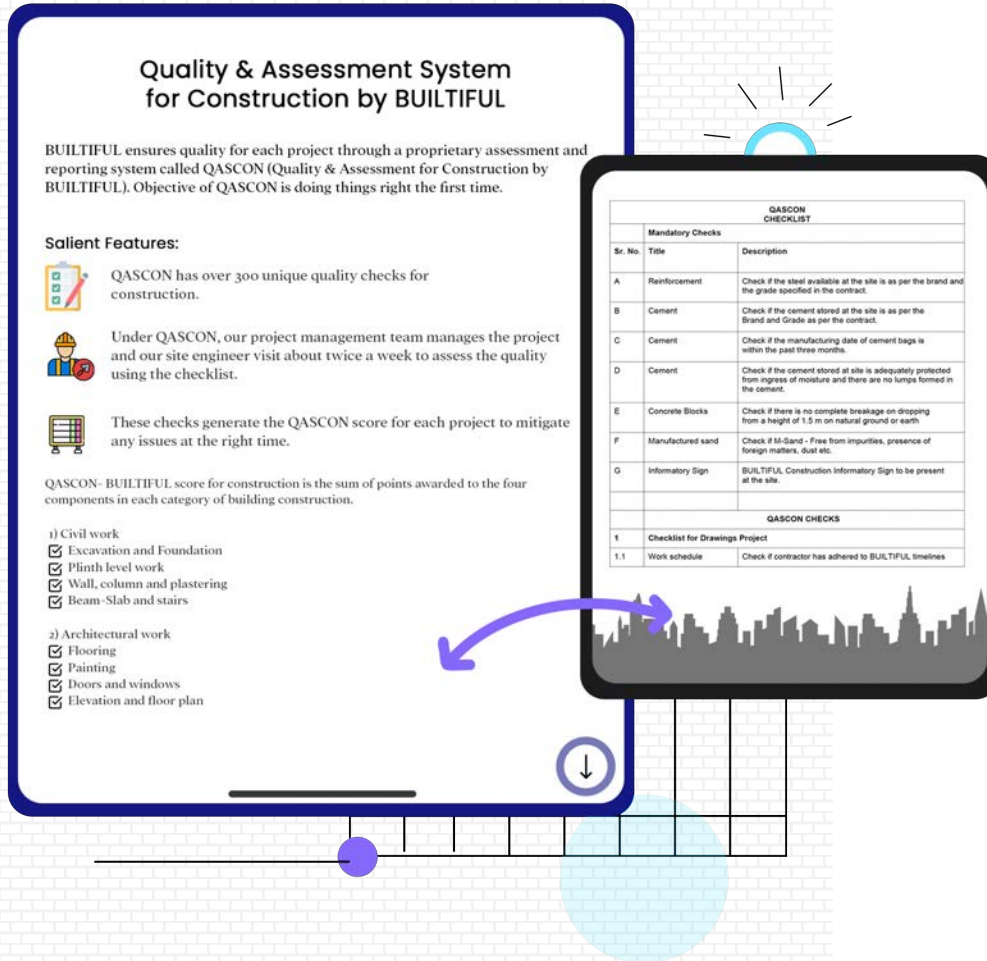 Quality & Assessment System
for Construction by BUILTIFUL
BUILTIFUL ensures quality for each project through a proprietary assessment and
reporting system called QASCON (Quality & Assessment for Construction by
BUILTIFUL). Objective of QASCON is doing things right the first time.
Salient Features:
QASCON has over 300 unique quality checks for
construction.
Under QASCON, our project management team manages the project
and our site engineer visit about twice a week to assess the quality
using the checklist.
These checks generate the QASCON score for each project to mitigate
any issues at the right time.
QASCON- BUILTIFUL score for construction is the sum of points awarded to the four
components in each category of building construction.
1) Civil work
Excavation and Foundation
Plinth level work
Wall, column and plastering
Beam-Slab and stairs
2) Architectural work
Flooring
Painting
Doors and windows
Elevation and floor plan
QASCON
CHECKLIST
Mandatory Checks
Sr. No. Title Description
A Reinforcement Check if the steel available at the site is as per the brand and
the grade specified in the contract.
B Cement Check if the cement stored at the site is as per the
Brand and Grade as per the contract.
C Cement Check if the manufacturing date of cement bags is
within the past three months.
D Cement Check if the cement stored at site is adequately protected
from ingress of moisture and there are no lumps formed in
the cement.
E Concrete Blocks Check if there is no complete breakage on dropping
from a height of 1.5 m on natural ground or earth
F Manufactured sand Check if M-Sand - Free from impurities, presence of
foreign matters, dust etc.
G Informatory Sign BUILTIFUL Construction Informatory Sign to be present
at the site.
QASCON CHECKS
1 Checklist for Drawings Project
1.1 Work schedule Check if contractor has adhered to BUILTIFUL timelines